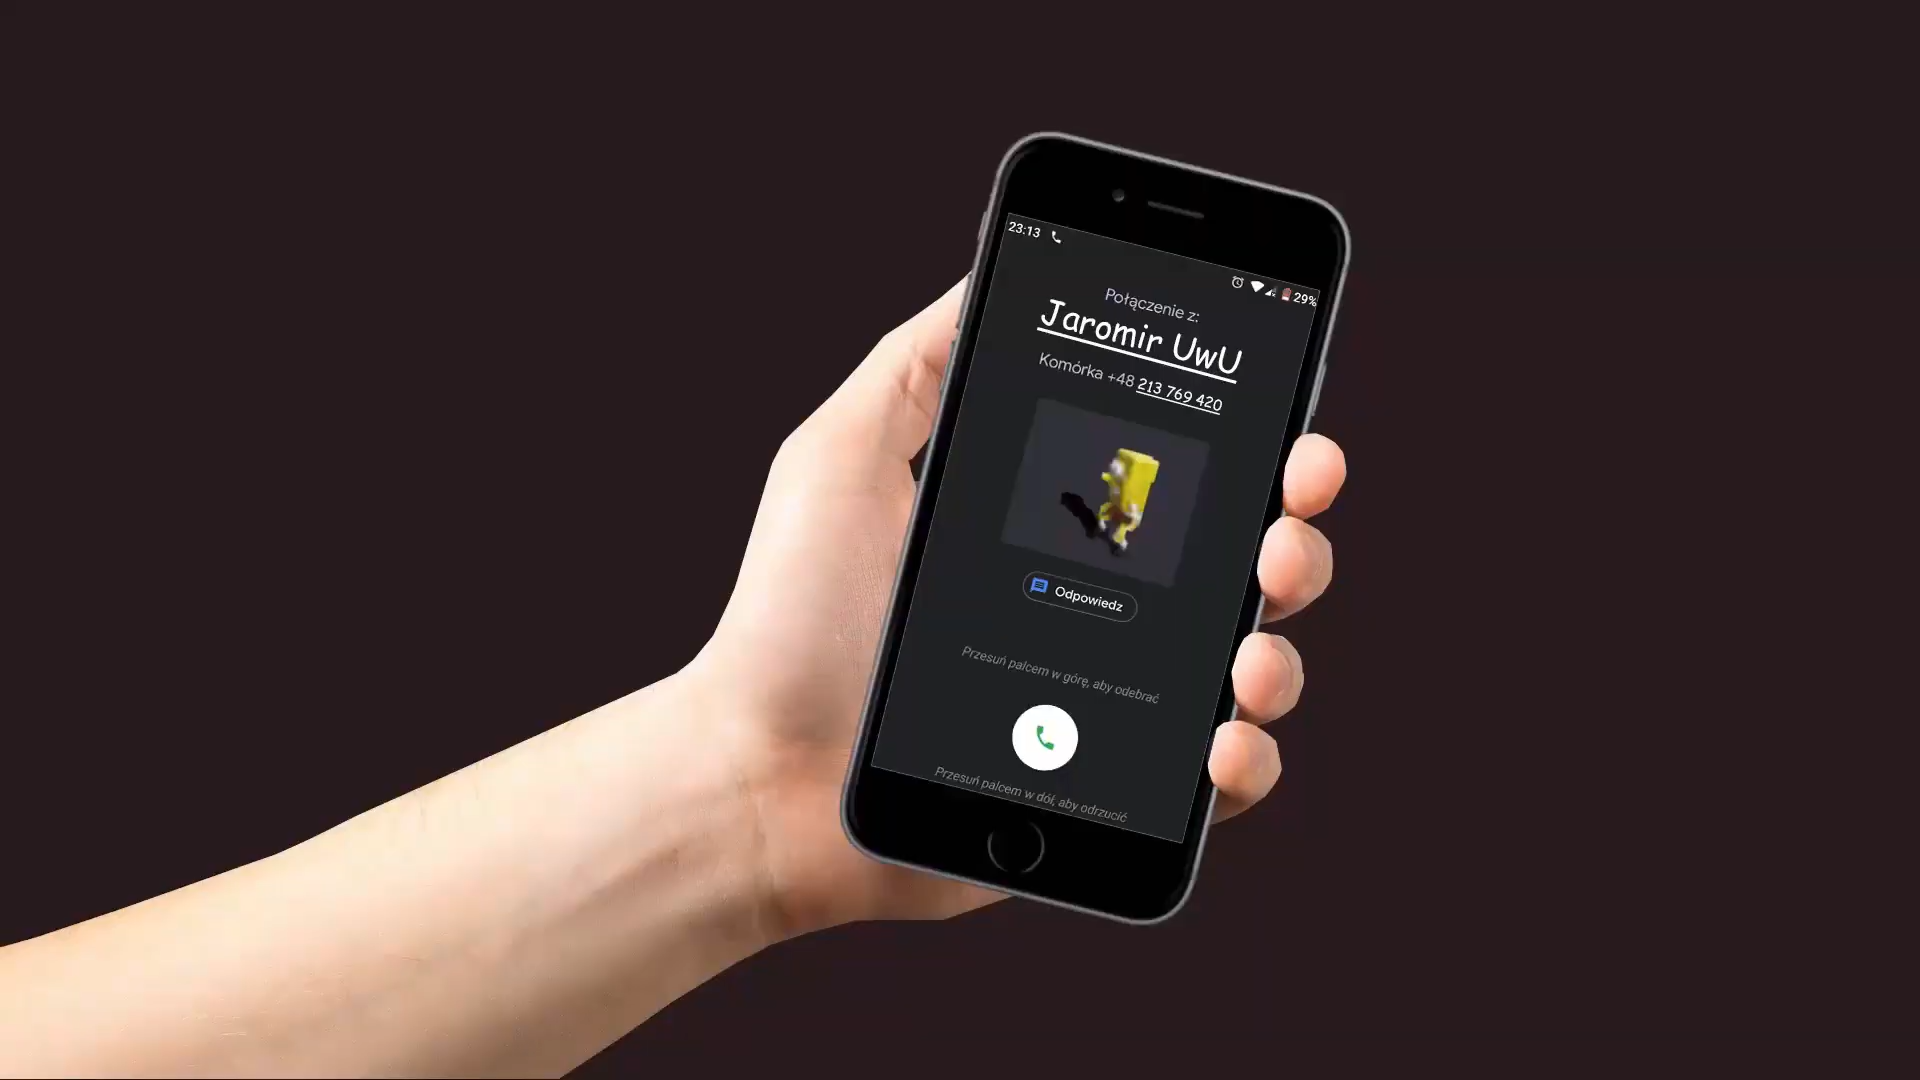 23:13
29%
Połączenie z:
Jaromir UwU
Komórka +48 213 769 420
Odpowiedz
Przesuń palcem w górę, aby odebrać
Przesuń palcem w dół, aby odrzucić